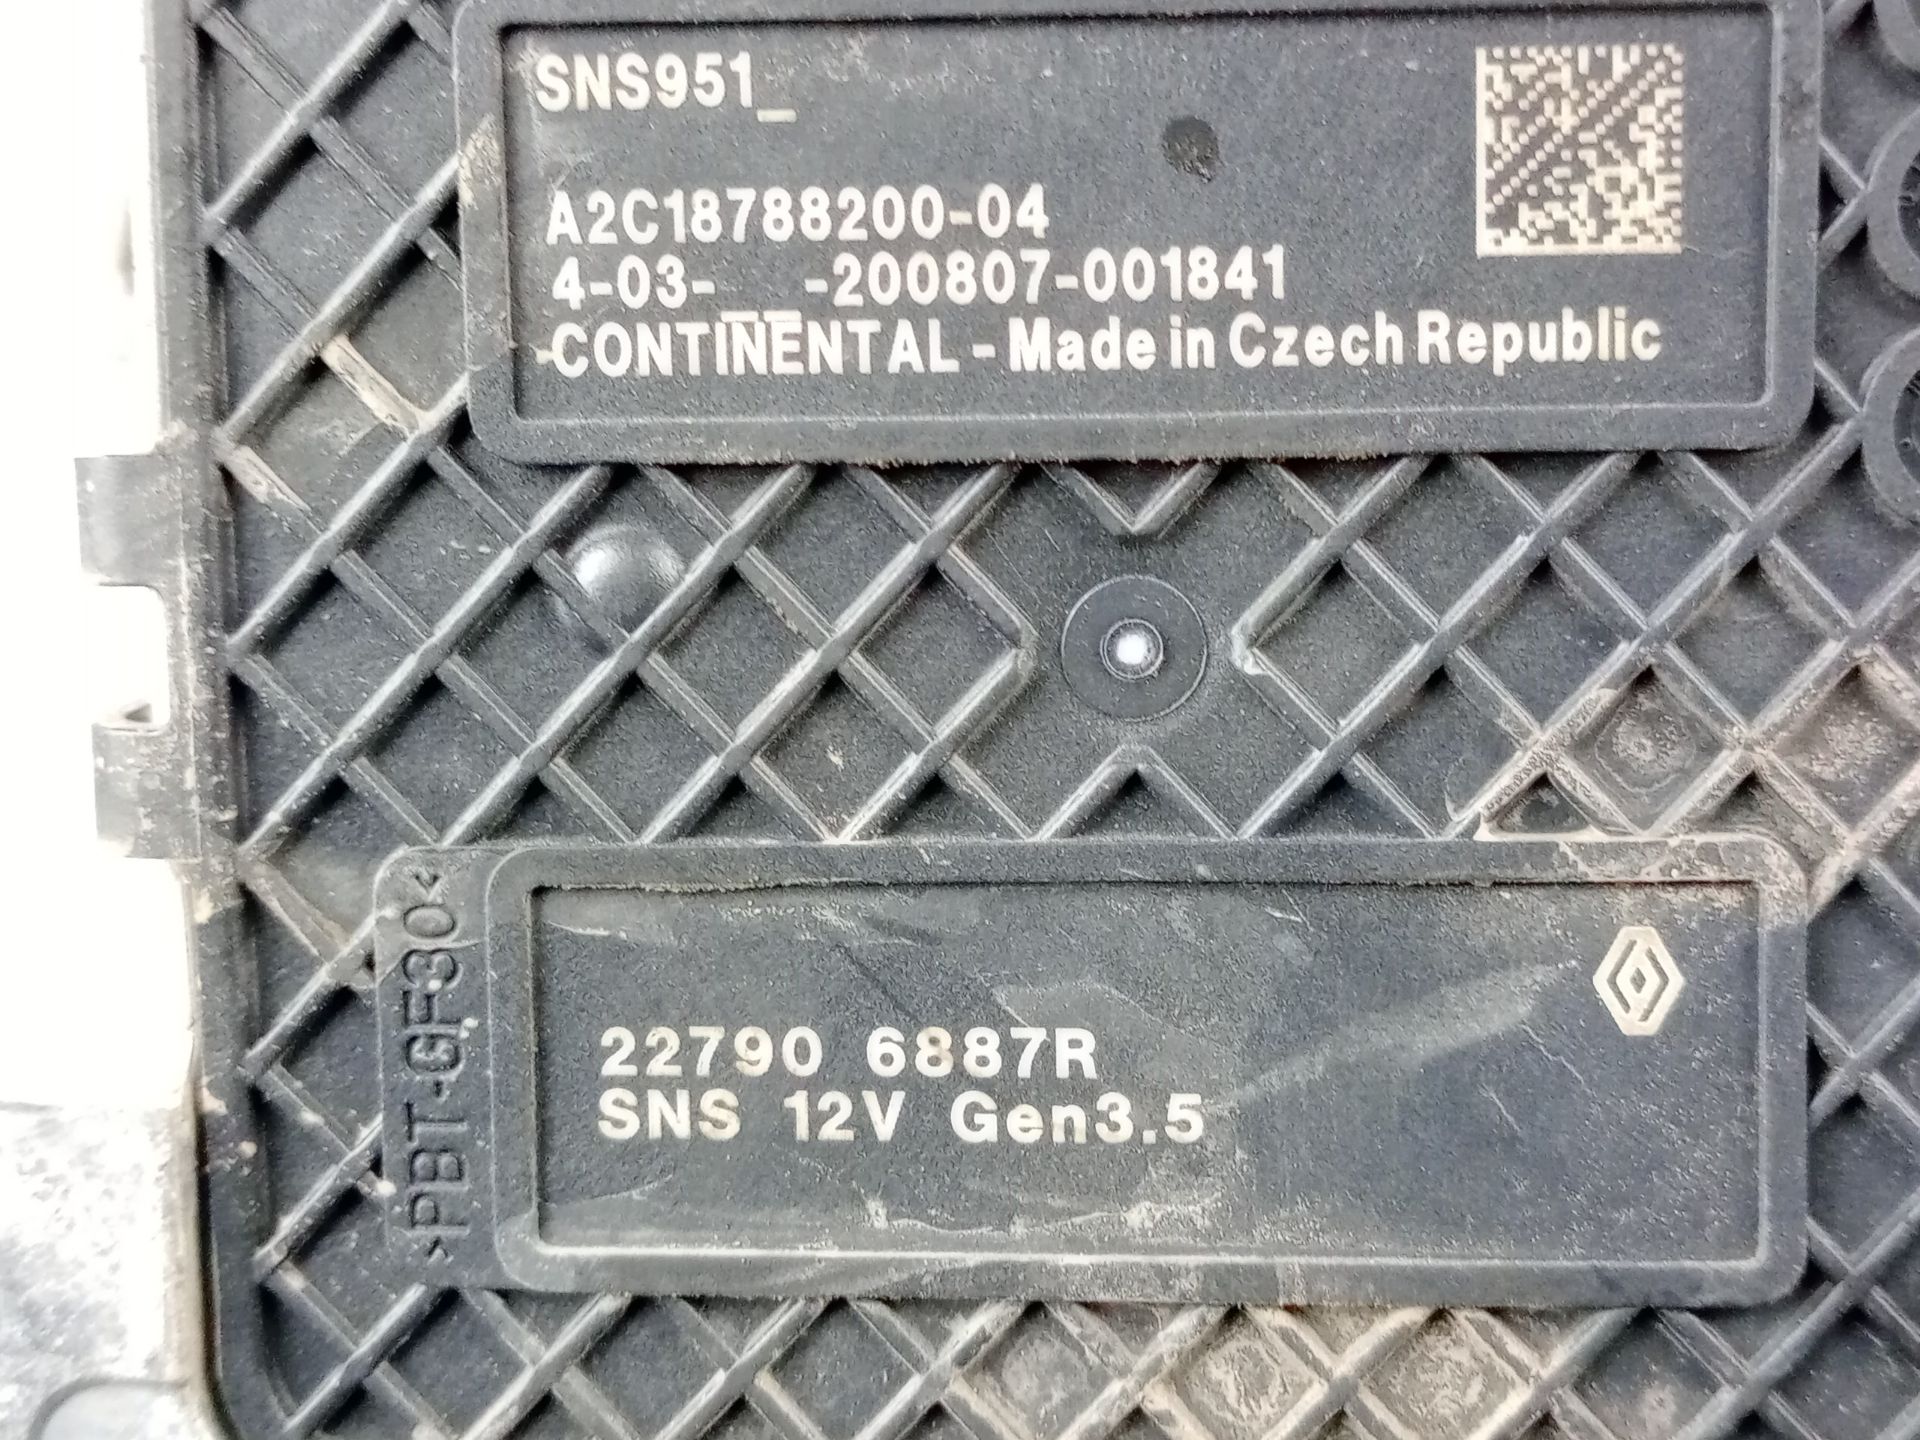 SNS951_
A2C18788200-04
4-03-__-200807-001841
CONTINENTAL - Made in Czech Republic
>PBT-GF30<
22790 6887R
SNS 12V Gen3.5